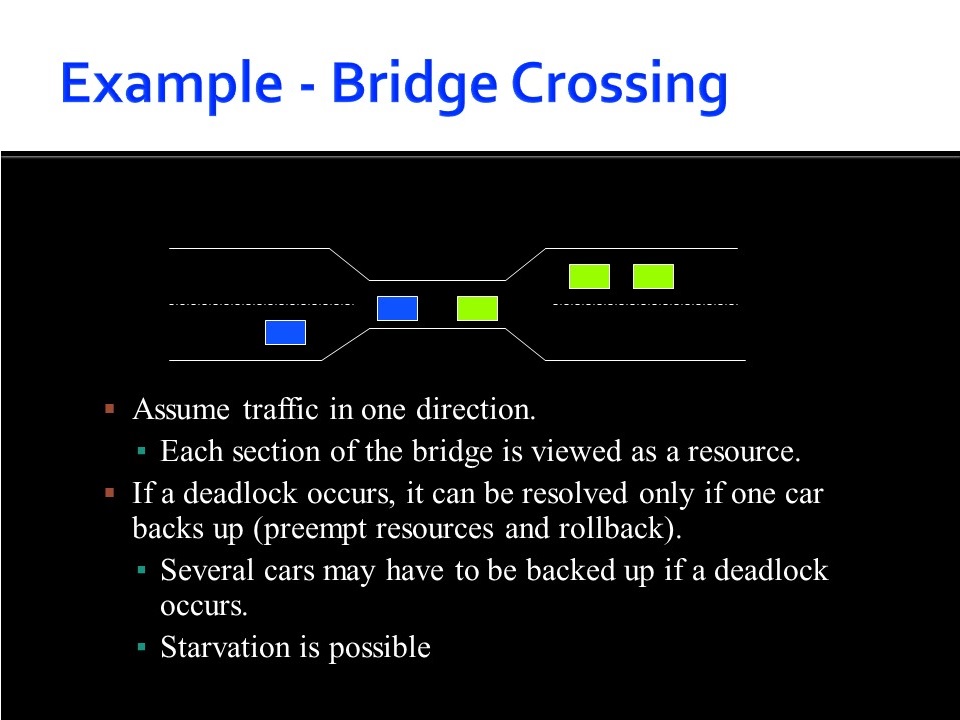 Example - Bridge Crossing
▪ Assume traffic in one direction.
▪ Each section of the bridge is viewed as a resource.
▪ If a deadlock occurs, it can be resolved only if one car
backs up (preempt resources and rollback).
▪ Several cars may have to be backed up if a deadlock
occurs.
▪ Starvation is possible